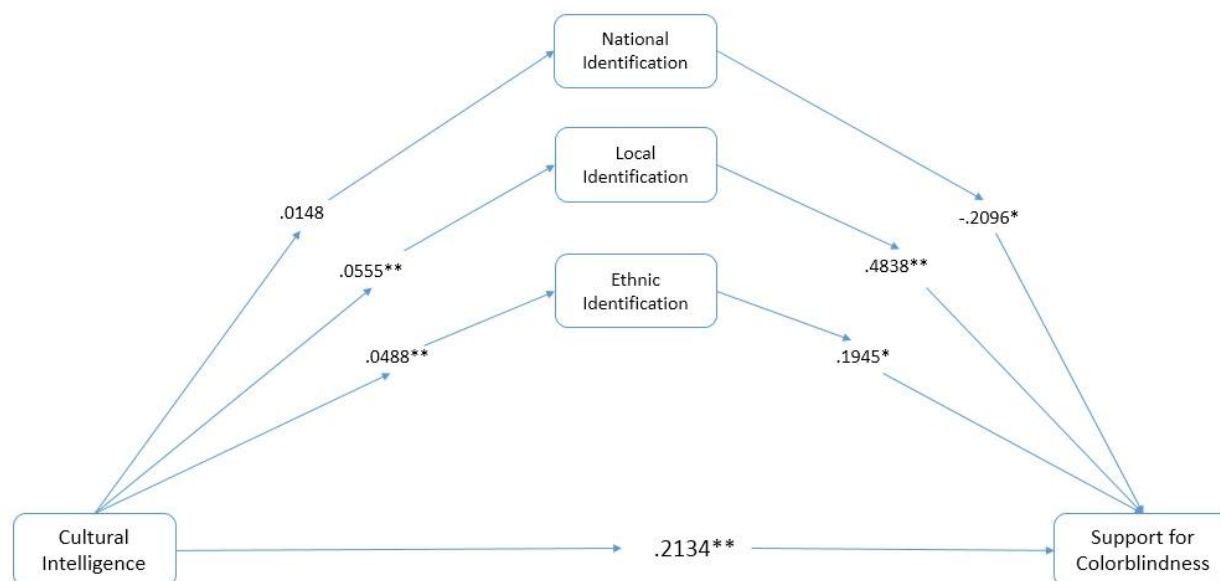 National
Identification
Local
Identification
.0148
-.2096*
.0555**
.4838**
Ethnic
Identification
.0488**
.1945*
Cultural
Intelligence
.2134**
Support for
Colorblindness